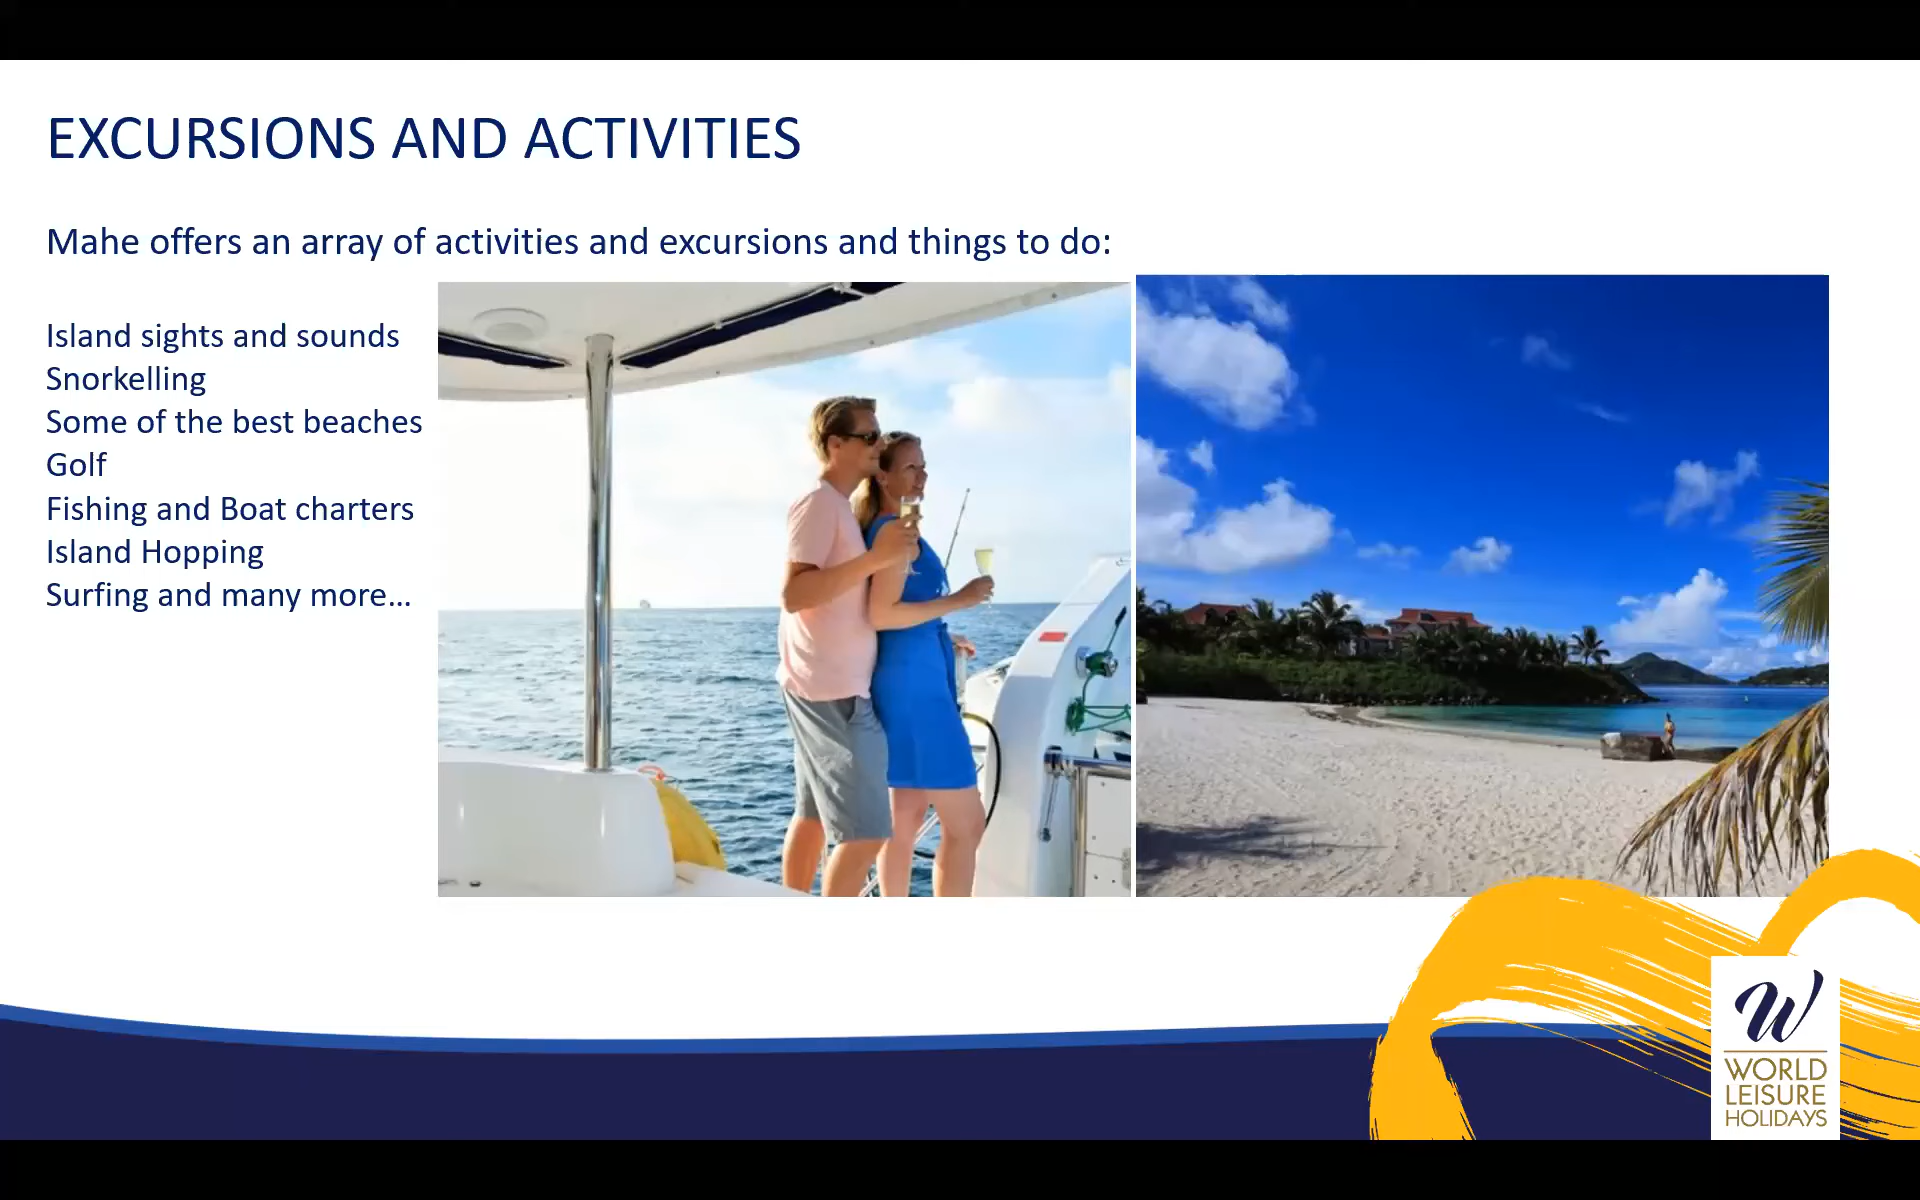 EXCURSIONS AND ACTIVITIES
Mahe offers an array of activities and excursions and things to do:
Island sights and sounds
Snorkelling
Some of the best beaches
Golf
Fishing and Boat charters
Island Hopping
Surfing and many more...
W
WORLD
LEISURE
HOLIDAYS